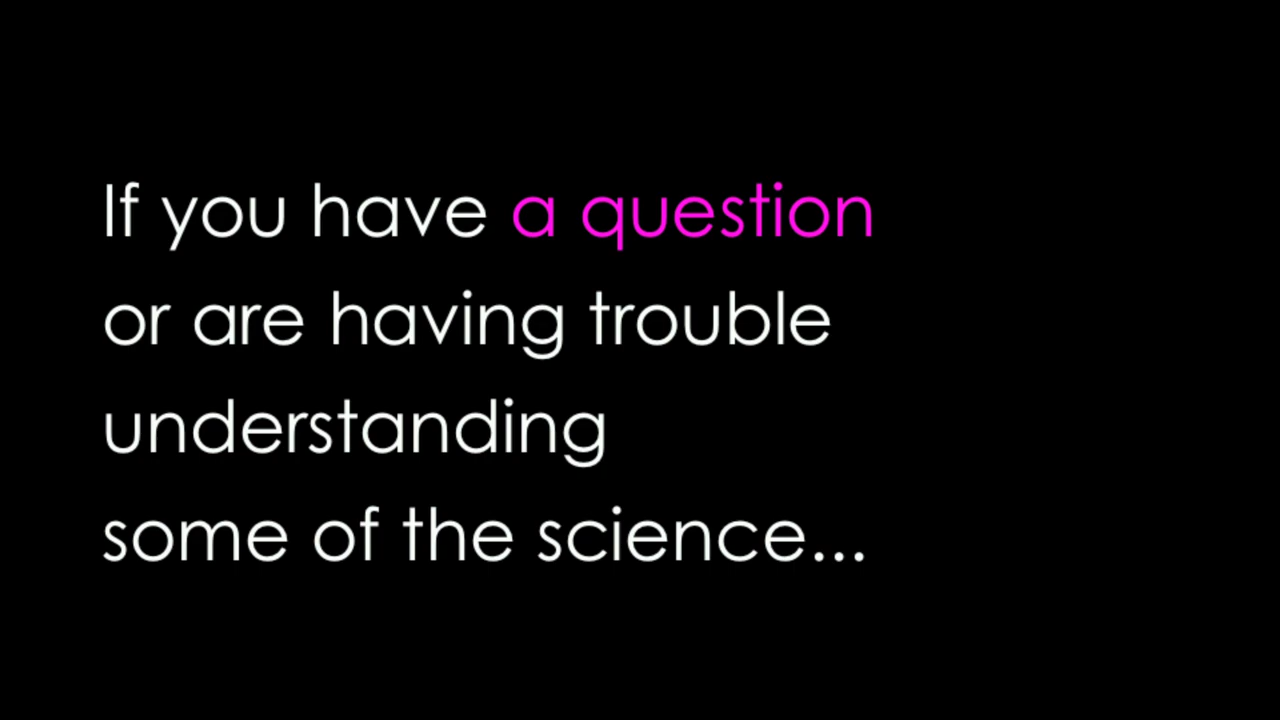 If you have a question
or are having trouble
understanding
some of the science...